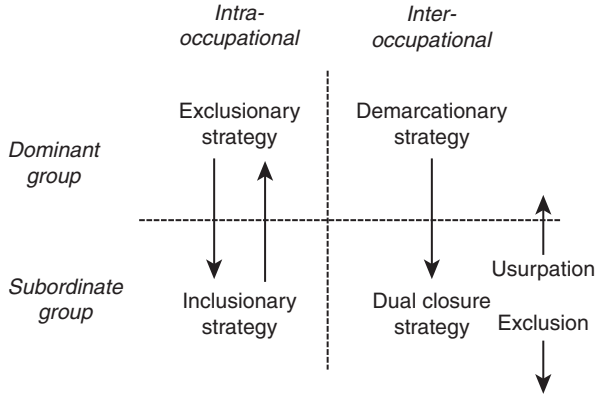 Intra-
occupational
Inter-
occupational
Dominant
group
Exclusionary
strategy
Demarcationary
strategy
Subordinate
group
Inclusionary
strategy
Dual closure
strategy
Usurpation
Exclusion